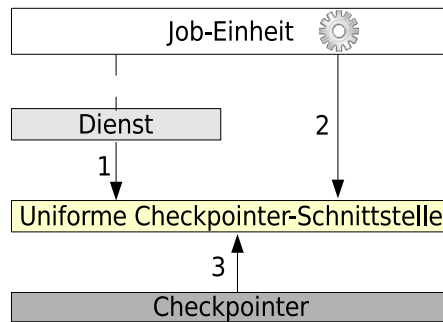 Job-Einheit
Dienst
1
2
Uniforme Checkpointer-Schnittstelle
3
Checkpointer